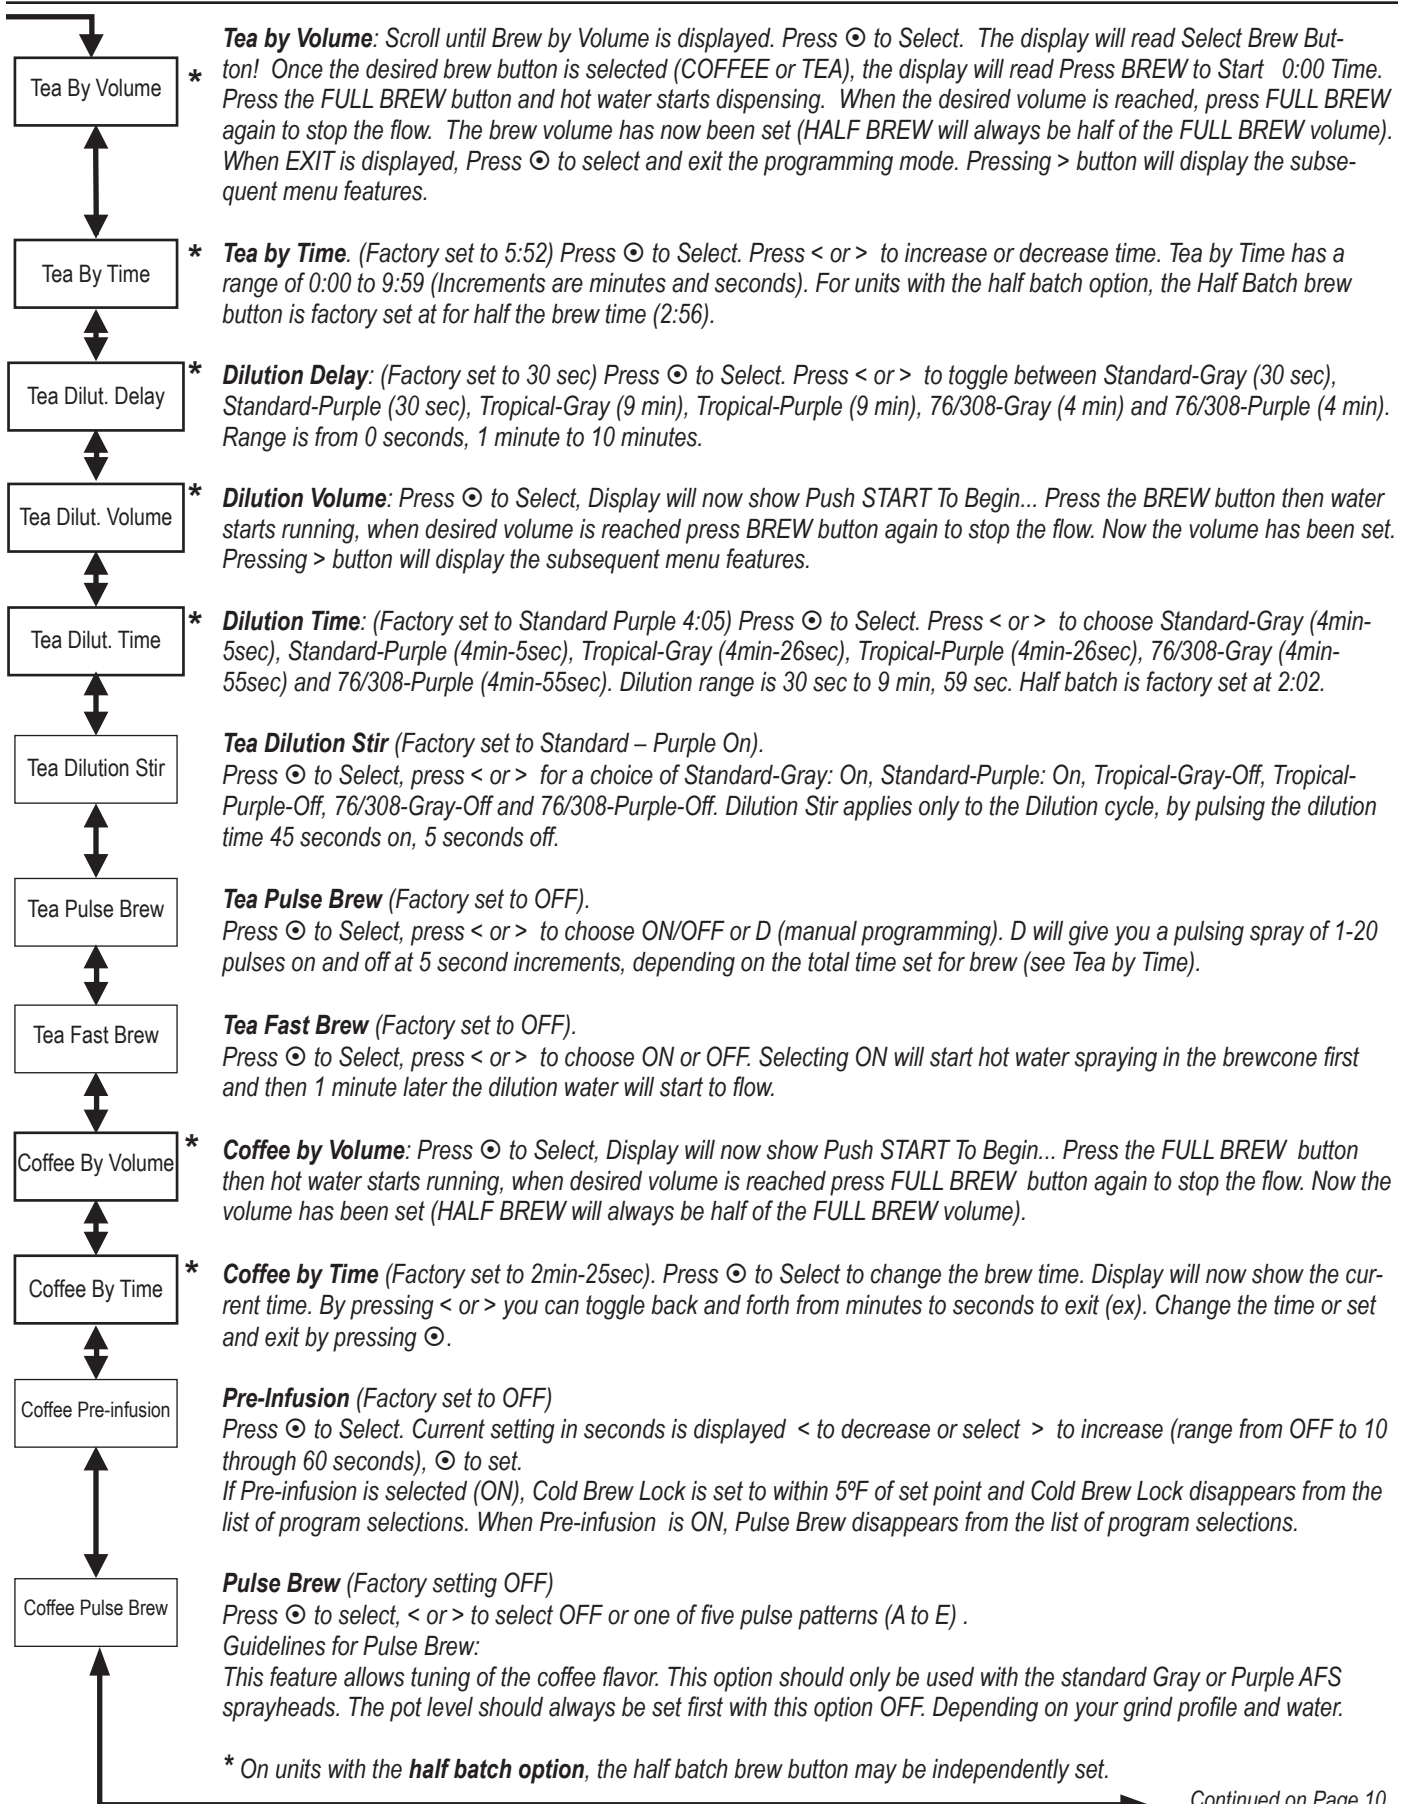 Tea by Volume: Scroll until Brew by Volume is displayed. Press ⊙ to Select. The display will read Select Brew But-
ton! Once the desired brew button is selected (COFFEE or TEA), the display will read Press BREW to Start 0:00 Time.
Press the FULL BREW button and hot water starts dispensing. When the desired volume is reached, press FULL BREW
again to stop the flow. The brew volume has now been set (HALF BREW will always be half of the FULL BREW volume).
When EXIT is displayed, Press ⊙ to select and exit the programming mode. Pressing > button will display the subse-
quent menu features.
Tea By Volume *
Tea By Time *
Tea by Time. (Factory set to 5:52) Press ⊙ to Select. Press < or > to increase or decrease time. Tea by Time has a
range of 0:00 to 9:59 (Increments are minutes and seconds). For units with the half batch option, the Half Batch brew
button is factory set at for half the brew time (2:56).
Tea Dilut. Delay *
Dilution Delay: (Factory set to 30 sec) Press ⊙ to Select. Press < or > to toggle between Standard-Gray (30 sec),
Standard-Purple (30 sec), Tropical-Gray (9 min), Tropical-Purple (9 min), 76/308-Gray (4 min) and 76/308-Purple (4 min).
Range is from 0 seconds, 1 minute to 10 minutes.
Tea Dilut. Volume *
Dilution Volume: Press ⊙ to Select, Display will now show Push START To Begin... Press the BREW button then water
starts running, when desired volume is reached press BREW button again to stop the flow. Now the volume has been set.
Pressing > button will display the subsequent menu features.
Tea Dilut. Time *
Dilution Time: (Factory set to Standard Purple 4:05) Press ⊙ to Select. Press < or > to choose Standard-Gray (4min-
5sec), Standard-Purple (4min-5sec), Tropical-Gray (4min-26sec), Tropical-Purple (4min-26sec), 76/308-Gray (4min-
55sec) and 76/308-Purple (4min-55sec). Dilution range is 30 sec to 9 min, 59 sec. Half batch is factory set at 2:02.
Tea Dilution Stir
Tea Dilution Stir (Factory set to Standard – Purple On).
Press ⊙ to Select, press < or > for a choice of Standard-Gray: On, Standard-Purple: On, Tropical-Gray-Off, Tropical-
Purple-Off, 76/308-Gray-Off and 76/308-Purple-Off. Dilution Stir applies only to the Dilution cycle, by pulsing the dilution
time 45 seconds on, 5 seconds off.
Tea Pulse Brew
Tea Pulse Brew (Factory set to OFF).
Press ⊙ to Select, press < or > to choose ON/OFF or D (manual programming). D will give you a pulsing spray of 1-20
pulses on and off at 5 second increments, depending on the total time set for brew (see Tea by Time).
Tea Fast Brew
Tea Fast Brew (Factory set to OFF).
Press ⊙ to Select, press < or > to choose ON or OFF. Selecting ON will start hot water spraying in the brewcone first
and then 1 minute later the dilution water will start to flow.
Coffee By Volume *
Coffee by Volume: Press ⊙ to Select, Display will now show Push START To Begin... Press the FULL BREW button
then hot water starts running, when desired volume is reached press FULL BREW button again to stop the flow. Now the
volume has been set (HALF BREW will always be half of the FULL BREW volume).
Coffee By Time *
Coffee by Time (Factory set to 2min-25sec). Press ⊙ to Select to change the brew time. Display will now show the cur-
rent time. By pressing < or > you can toggle back and forth from minutes to seconds to exit (ex). Change the time or set
and exit by pressing ⊙.
Coffee Pre-infusion
Pre-Infusion (Factory set to OFF)
Press ⊙ to Select. Current setting in seconds is displayed < to decrease or select > to increase (range from OFF to 10
through 60 seconds), ⊙ to set.
If Pre-infusion is selected (ON), Cold Brew Lock is set to within 5ºF of set point and Cold Brew Lock disappears from the
list of program selections. When Pre-infusion is ON, Pulse Brew disappears from the list of program selections.
Coffee Pulse Brew
Pulse Brew (Factory setting OFF)
Press ⊙ to select, < or > to select OFF or one of five pulse patterns (A to E) .
Guidelines for Pulse Brew:
This feature allows tuning of the coffee flavor. This option should only be used with the standard Gray or Purple AFS
sprayheads. The pot level should always be set first with this option OFF. Depending on your grind profile and water.
* On units with the half batch option, the half batch brew button may be independently set.
Continued on Page 10